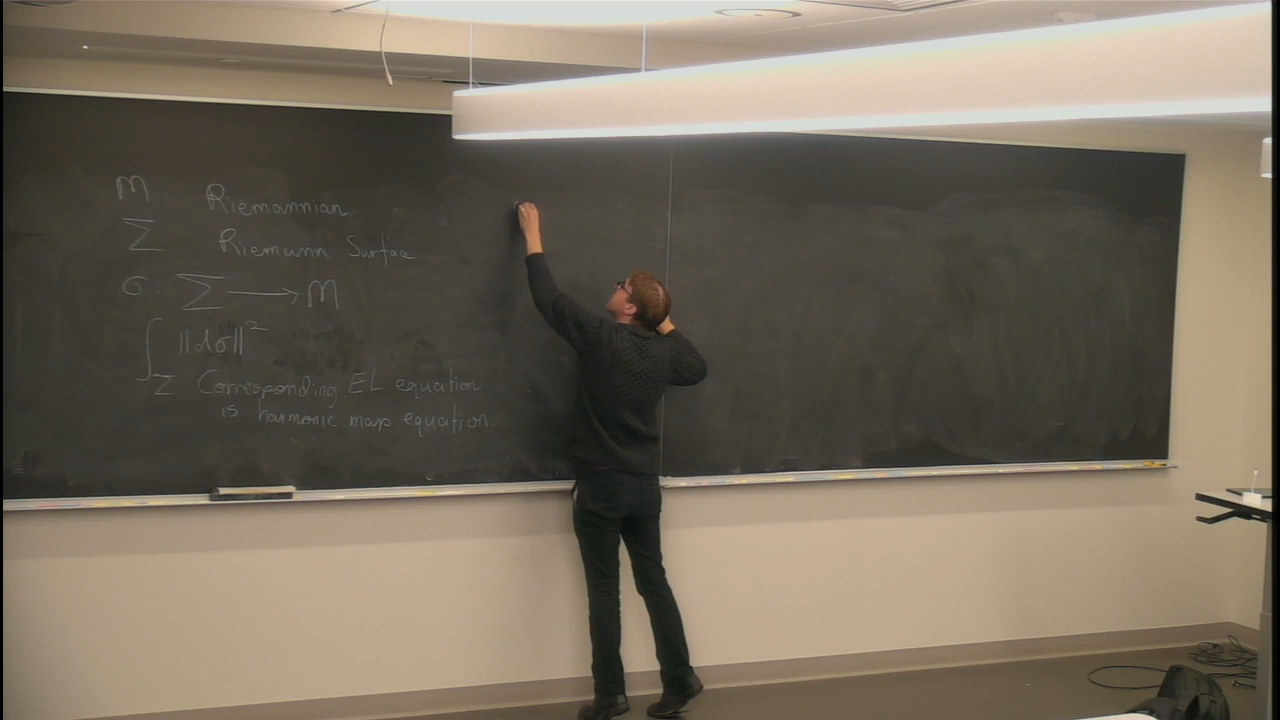 M Riemannian
Σ Riemann Surface
σ: Σ → M
∫_Σ ||dσ||²
Corresponding EL equation
is harmonic map equation.